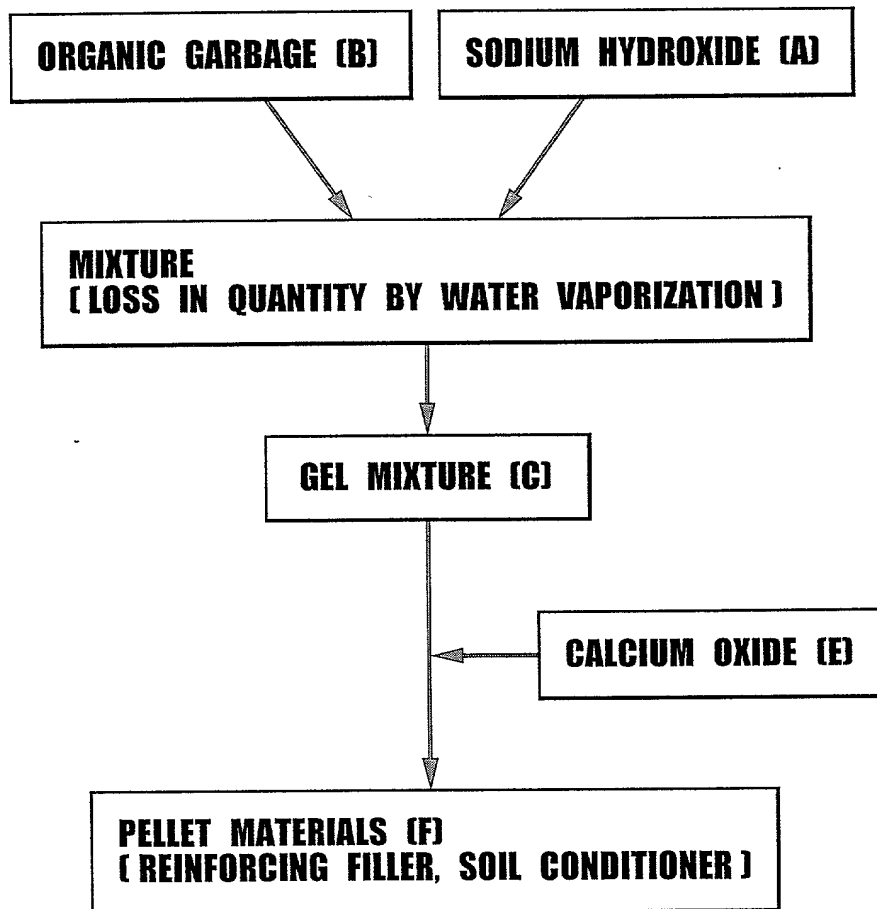 ORGANIC GARBAGE (B)
SODIUM HYDROXIDE (A)
MIXTURE
( LOSS IN QUANTITY BY WATER VAPORIZATION )
GEL MIXTURE (C)
CALCIUM OXIDE (E)
PELLET MATERIALS (F)
( REINFORCING FILLER, SOIL CONDITIONER )